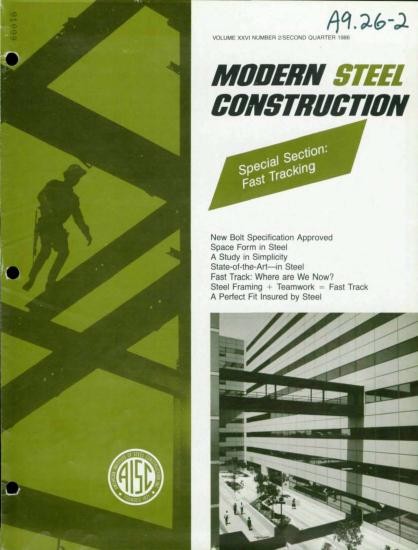 60010
A9.26-2
VOLUME XXVI NUMBER 2/SECOND QUARTER 1986
MODERN STEEL
CONSTRUCTION
Special Section:
Fast Tracking
New Bolt Specification Approved
Space Form in Steel
A Study in Simplicity
State-of-the-Art—in Steel
Fast Track: Where are We Now?
Steel Framing + Teamwork = Fast Track
A Perfect Fit Insured by Steel
AISC